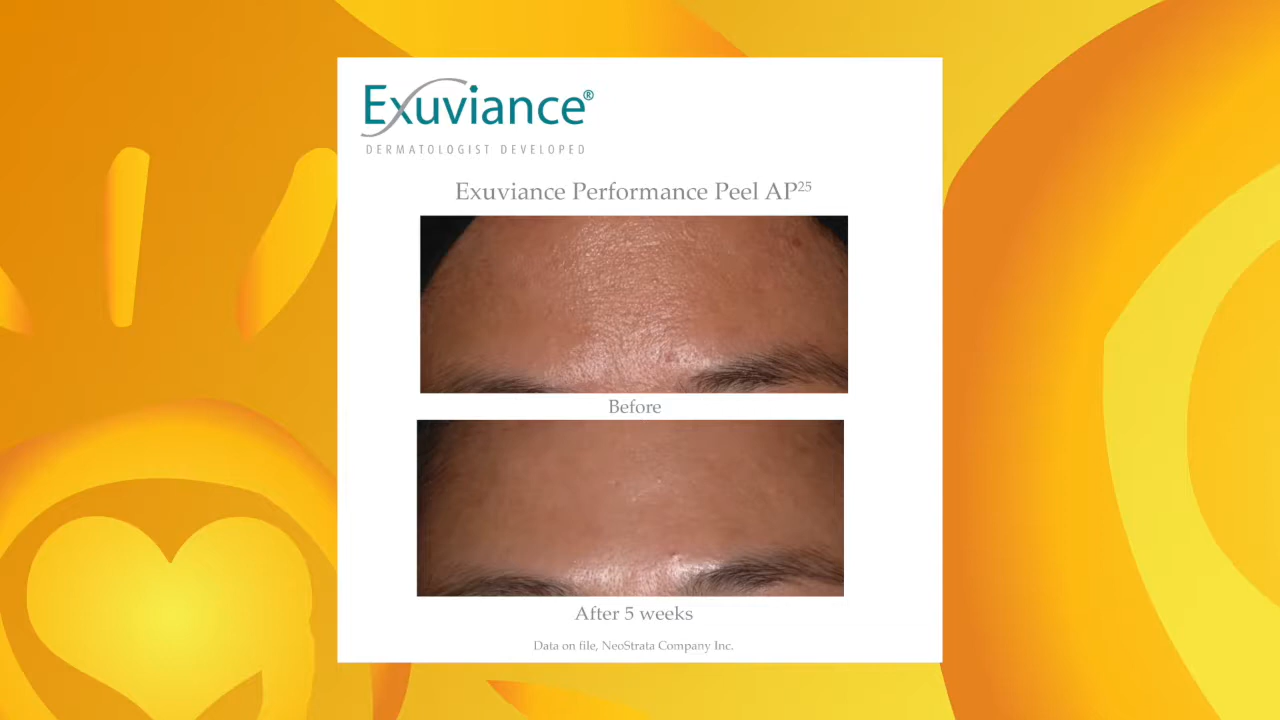 Exuviance®
DERMATOLOGIST DEVELOPED
Exuviance Performance Peel AP²⁵
Before
After 5 weeks
Data on file, NeoStrata Company Inc.